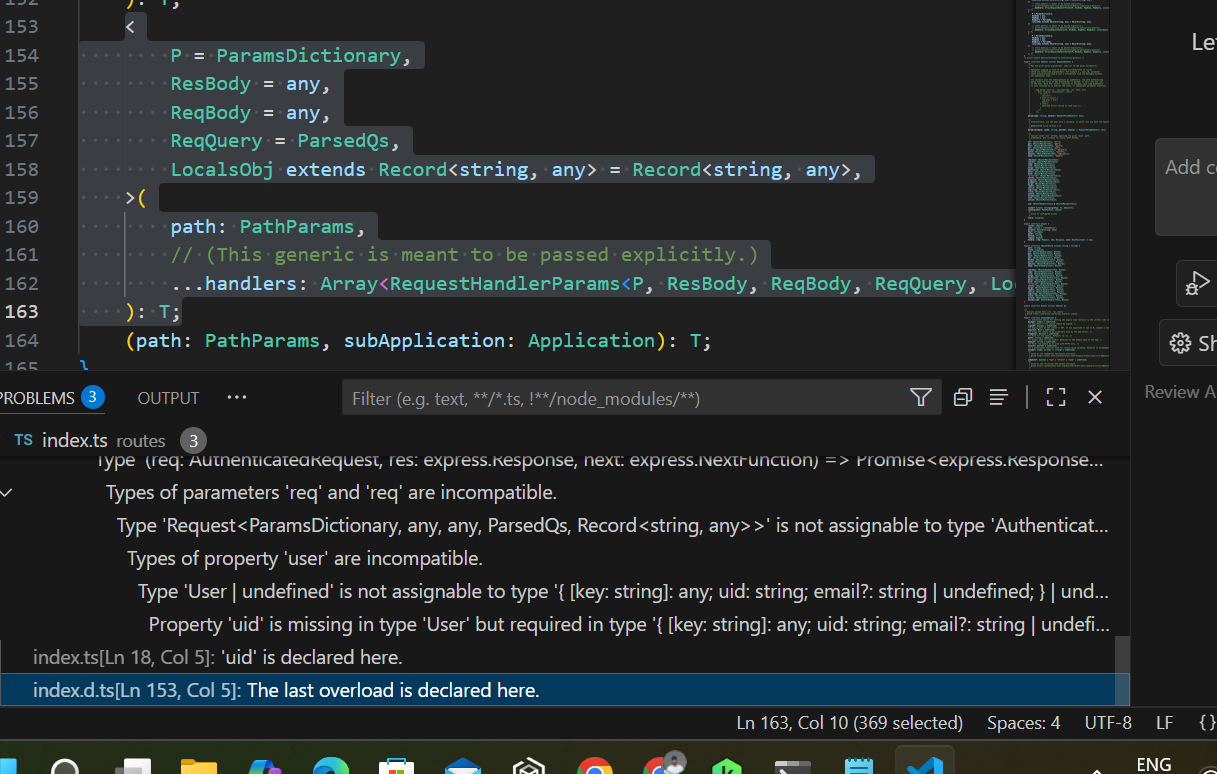 152 ): T;
153 <
154 P = ParamsDictionary,
155 ResBody = any,
156 ReqBody = any,
157 ReqQuery = ParsedQs,
158 LocalsObj extends Record<string, any> = Record<string, any>,
159 >(
160 path: PathParams,
161 // (This generic is meant to be passed explicitly.)
162 ...handlers: Array<RequestHandlerParams<P, ResBody, ReqBody, ReqQuery, Lo
163 ): T;
164 (path: PathParams, subApplication: Application): T;
165 }
Le
Add co
Sh
Review A
PROBLEMS 3 OUTPUT ... Filter (e.g. text, **/*.ts, !**/node_modules/**)
TS index.ts routes 3
Type '(req: AuthenticatedRequest, res: express.Response, next: express.NextFunction) => Promise<express.Response...
Types of parameters 'req' and 'req' are incompatible.
Type 'Request<ParamsDictionary, any, any, ParsedQs, Record<string, any>>' is not assignable to type 'Authenticat...
Types of property 'user' are incompatible.
Type 'User | undefined' is not assignable to type '{ [key: string]: any; uid: string; email?: string | undefined; } | und...
Property 'uid' is missing in type 'User' but required in type '{ [key: string]: any; uid: string; email?: string | undefi...
index.ts[Ln 18, Col 5]: 'uid' is declared here.
index.d.ts[Ln 153, Col 5]: The last overload is declared here.
Ln 163, Col 10 (369 selected) Spaces: 4 UTF-8 LF {}
ENG